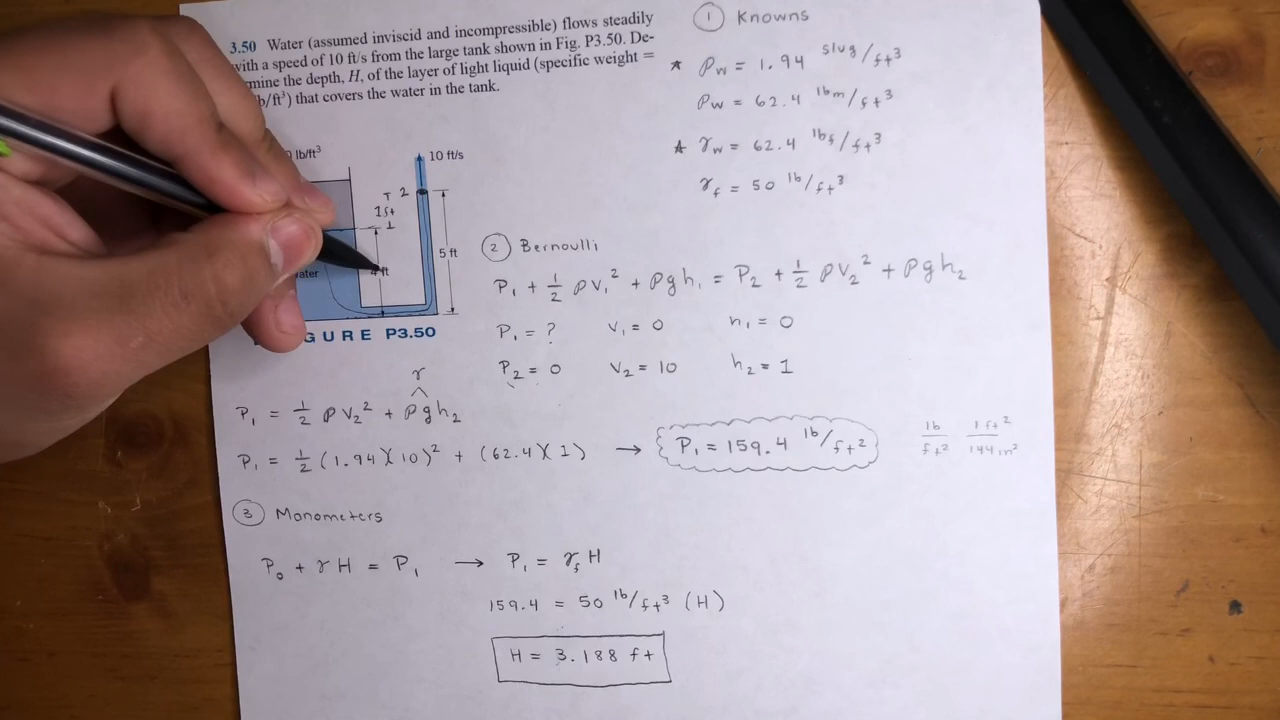 3.50 Water (assumed inviscid and incompressible) flows steadily
with a speed of 10 ft/s from the large tank shown in Fig. P3.50. De-
mine the depth, H, of the layer of light liquid (specific weight =
lb/ft³) that covers the water in the tank.
lb/ft³
10 ft/s
2
1ft
5 ft
ft
ater
GURE P3.50
① Knowns
* ρw = 1.94 slug/ft³
ρw = 62.4 lbm/ft³
* γw = 62.4 lbf/ft³
γf = 50 lb/ft³
② Bernoulli
P₁ + ½ ρV₁² + ρgh₁ = P₂ + ½ ρV₂² + ρgh₂
P₁ = ? V₁ = 0 h₁ = 0
P₂ = 0 V₂ = 10 h₂ = 1
γ
P₁ = ½ ρV₂² + ρgh₂
P₁ = ½ (1.94)(10)² + (62.4)(1) → P₁ = 159.4 lb/ft²
lb/ft² 1ft²/144in²
③ Manometers
P₀ + γH = P₁ → P₁ = γf H
159.4 = 50 lb/ft³ (H)
H = 3.188 ft